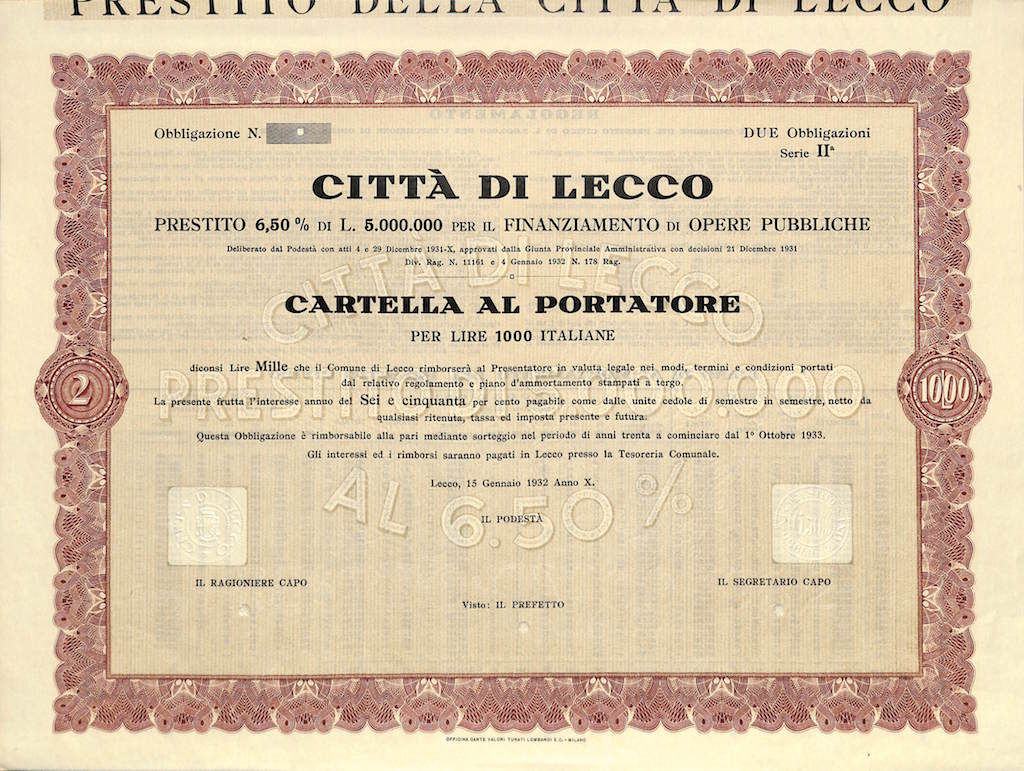 PRESTITO DELLA CITTÀ DI LECCO
Obbligazione N.
DUE Obbligazioni
Serie IIª
CITTÀ DI LECCO
PRESTITO 6,50 % DI L. 5.000.000 PER IL FINANZIAMENTO DI OPERE PUBBLICHE
Deliberato dal Podestà con atti 4 e 29 Dicembre 1931-X, approvati dalla Giunta Provinciale Amministrativa con decisioni 21 Dicembre 1931
Div. Rag. N. 11161 e 4 Gennaio 1932 N. 178 Rag.
CITTÀ DI LECCO
CARTELLA AL PORTATORE
PER LIRE 1000 ITALIANE
diconsi Lire Mille che il Comune di Lecco rimborserà al Presentatore in valuta legale nei modi, termini e condizioni portati
dal relativo regolamento e piano d'ammortamento stampati a tergo.
2
1000
PRESTITO 5.000.000
La presente frutta l'interesse annuo del Sei e cinquanta per cento pagabile come dalle unite cedole di semestre in semestre, netto da
qualsiasi ritenuta, tassa ed imposta presente e futura.
Questa Obbligazione è rimborsabile alla pari mediante sorteggio nel periodo di anni trenta a cominciare dal 1° Ottobre 1933.
Gli interessi ed i rimborsi saranno pagati in Lecco presso la Tesoreria Comunale.
Lecco, 15 Gennaio 1932 Anno X.
AL 6.50 %
IL PODESTÀ
IL RAGIONIERE CAPO
IL SEGRETARIO CAPO
Visto: IL PREFETTO
OFFICINA CARTE VALORI TURATI LOMBARDI E C. - MILANO